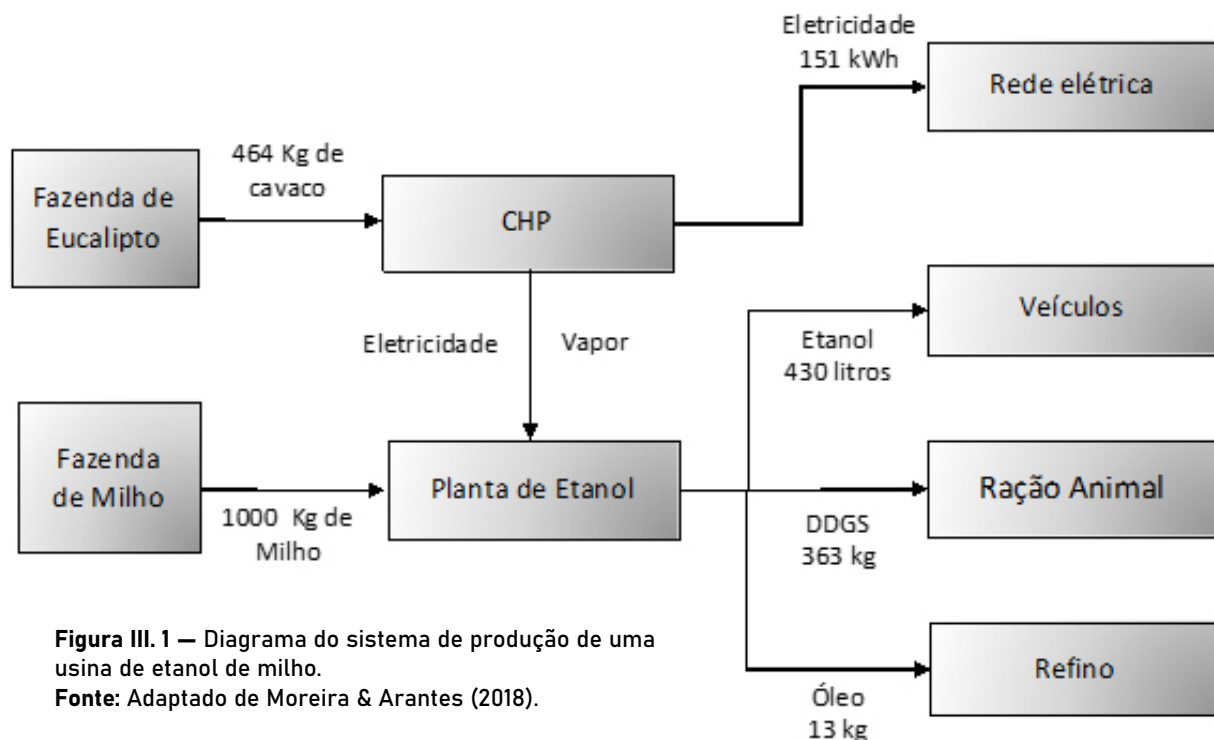 Eletricidade
151 kWh
Rede elétrica
464 Kg de
cavaco
Fazenda de
Eucalipto
CHP
Veículos
Eletricidade
Vapor
Etanol
430 litros
Fazenda
de Milho
Planta de Etanol
Ração Animal
1000 Kg de
Milho
DDGS
363 kg
Refino
Óleo
13 kg
Figura III. 1 — Diagrama do sistema de produção de uma
usina de etanol de milho.
Fonte: Adaptado de Moreira & Arantes (2018).